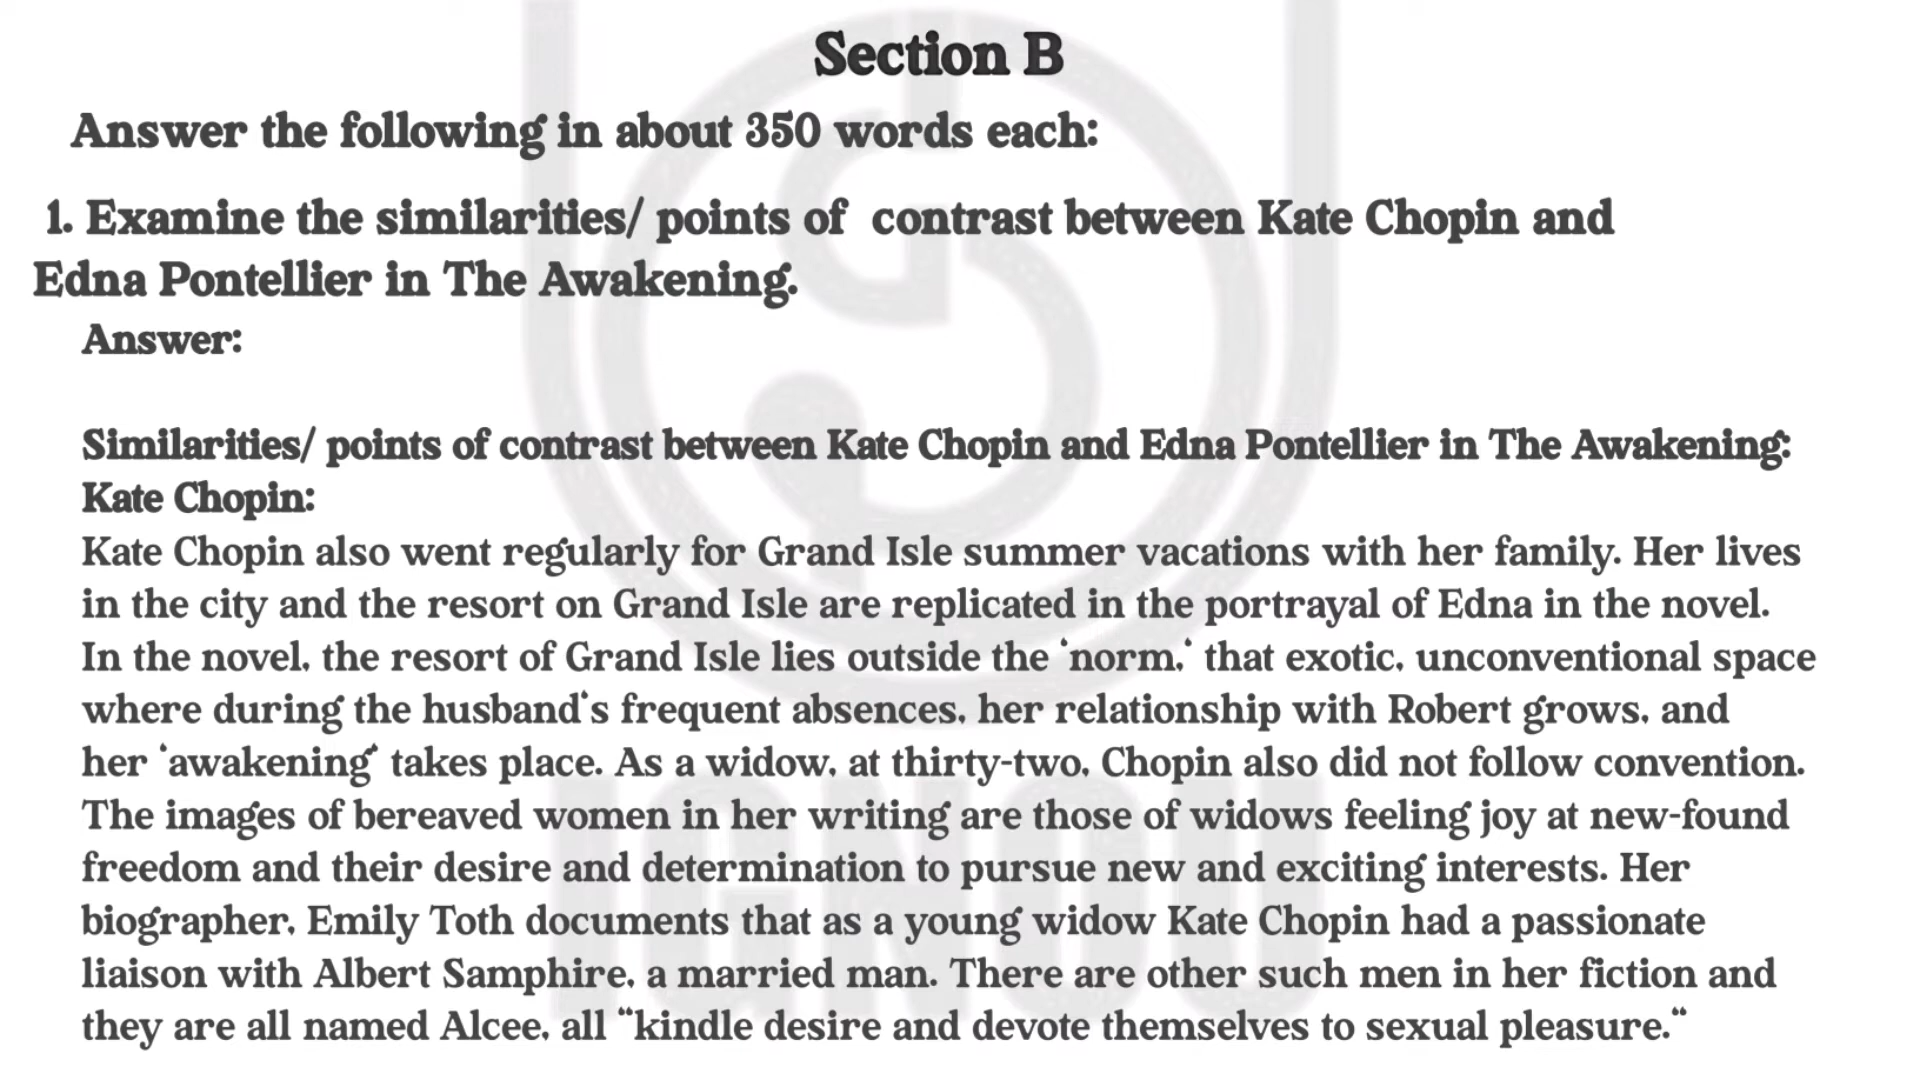 Section B
Answer the following in about 350 words each:
1. Examine the similarities/ points of contrast between Kate Chopin and
Edna Pontellier in The Awakening.
Answer:
Similarities/ points of contrast between Kate Chopin and Edna Pontellier in The Awakening:
Kate Chopin:
Kate Chopin also went regularly for Grand Isle summer vacations with her family. Her lives
in the city and the resort on Grand Isle are replicated in the portrayal of Edna in the novel.
In the novel, the resort of Grand Isle lies outside the 'norm,' that exotic, unconventional space
where during the husband's frequent absences, her relationship with Robert grows, and
her 'awakening' takes place. As a widow, at thirty-two, Chopin also did not follow convention.
The images of bereaved women in her writing are those of widows feeling joy at new-found
freedom and their desire and determination to pursue new and exciting interests. Her
biographer, Emily Toth documents that as a young widow Kate Chopin had a passionate
liaison with Albert Samphire, a married man. There are other such men in her fiction and
they are all named Alcee, all "kindle desire and devote themselves to sexual pleasure."
IGNOU